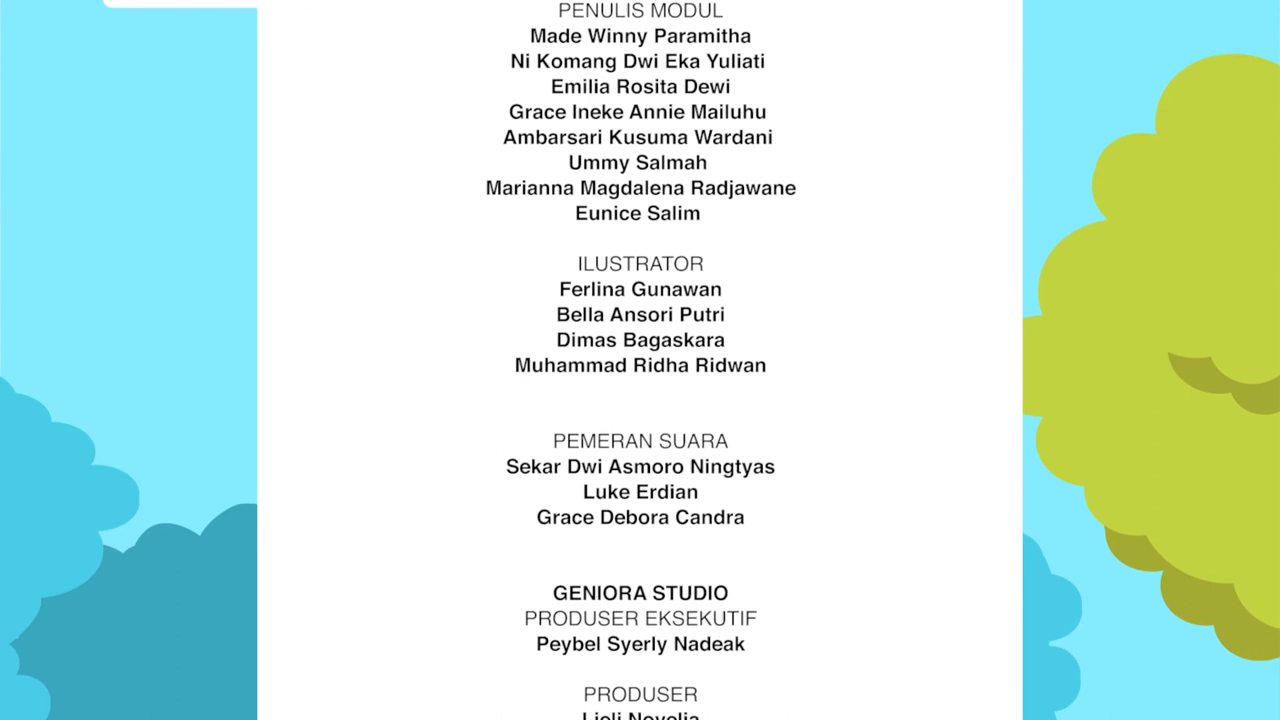 PENULIS MODUL
Made Winny Paramitha
Ni Komang Dwi Eka Yuliati
Emilia Rosita Dewi
Grace Ineke Annie Mailuhu
Ambarsari Kusuma Wardani
Ummy Salmah
Marianna Magdalena Radjawane
Eunice Salim
ILUSTRATOR
Ferlina Gunawan
Bella Ansori Putri
Dimas Bagaskara
Muhammad Ridha Ridwan
PEMERAN SUARA
Sekar Dwi Asmoro Ningtyas
Luke Erdian
Grace Debora Candra
GENIORA STUDIO
PRODUSER EKSEKUTIF
Peybel Syerly Nadeak
PRODUSER